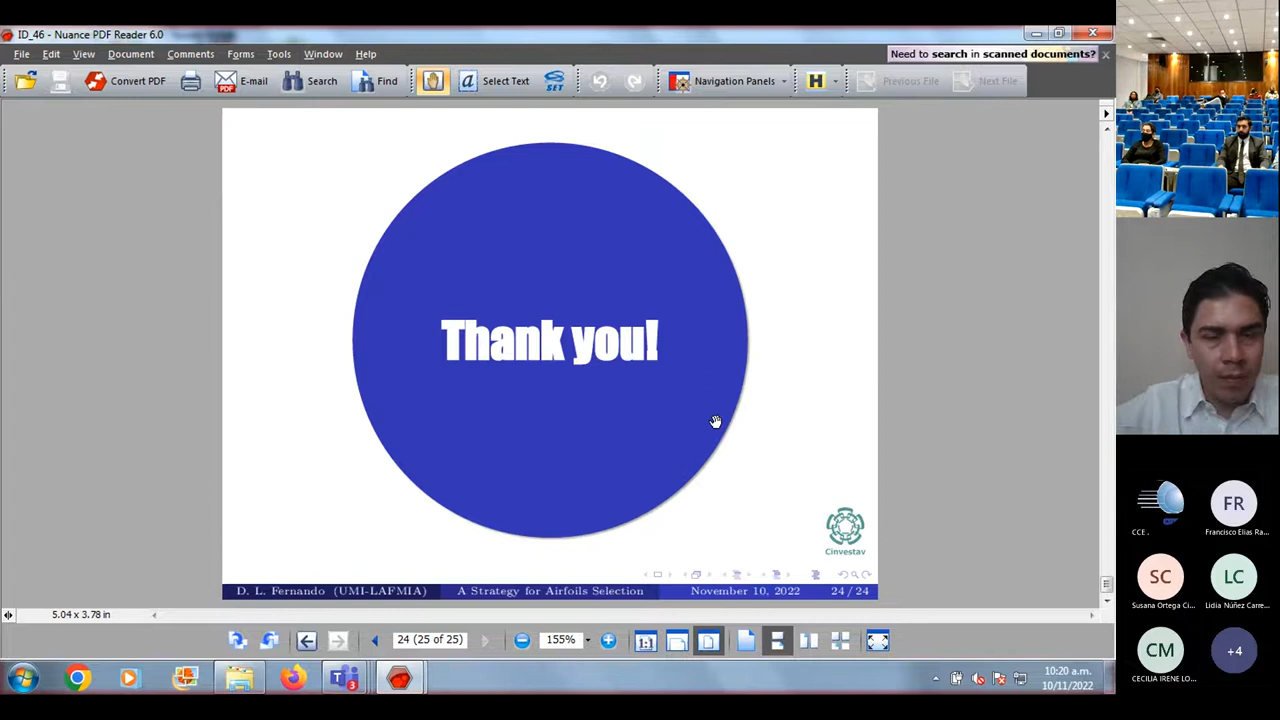 ID_46 - Nuance PDF Reader 6.0
File Edit View Document Comments Forms Tools Window Help
Need to search in scanned documents?
Convert PDF E-mail Search Find Select Text SET Navigation Panels H Previous File Next File
Thank you!
Cinvestav
D. L. Fernando (UMI-LAFMIA) A Strategy for Airfoils Selection November 10, 2022 24 / 24
5.04 x 3.78 in
24 (25 of 25) 155% 1:1
10:20 a.m.
10/11/2022
CCE .
FR
Francisco Elias Ra...
SC
Susana Ortega Ci...
LC
Lidia Núñez Carre...
CM
CECILIA IRENE LO...
+4